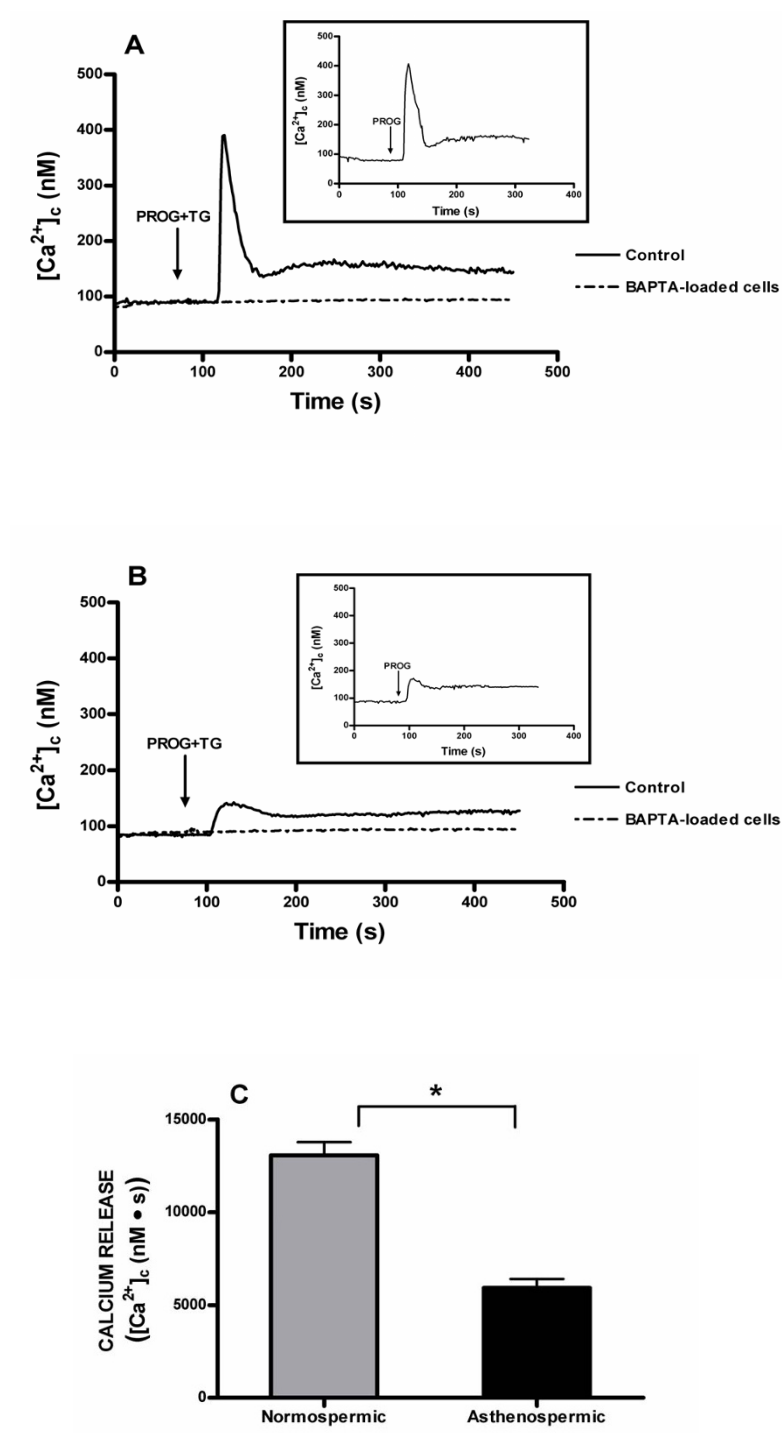 A
[Ca²⁺]c (nM)
500
400
300
200
100
0
0 100 200 300 400 500
Time (s)
PROG+TG
[Ca²⁺]c (nM)
500
400
300
200
100
0
0 100 200 300 400
Time (s)
PROG
Control
BAPTA-loaded cells
B
[Ca²⁺]c (nM)
500
400
300
200
100
0
0 100 200 300 400 500
Time (s)
PROG+TG
[Ca²⁺]c (nM)
500
400
300
200
100
0
0 100 200 300 400
Time (s)
PROG
Control
BAPTA-loaded cells
C
*
CALCIUM RELEASE
([Ca²⁺]c (nM • s))
15000
10000
5000
0
Normospermic Asthenospermic